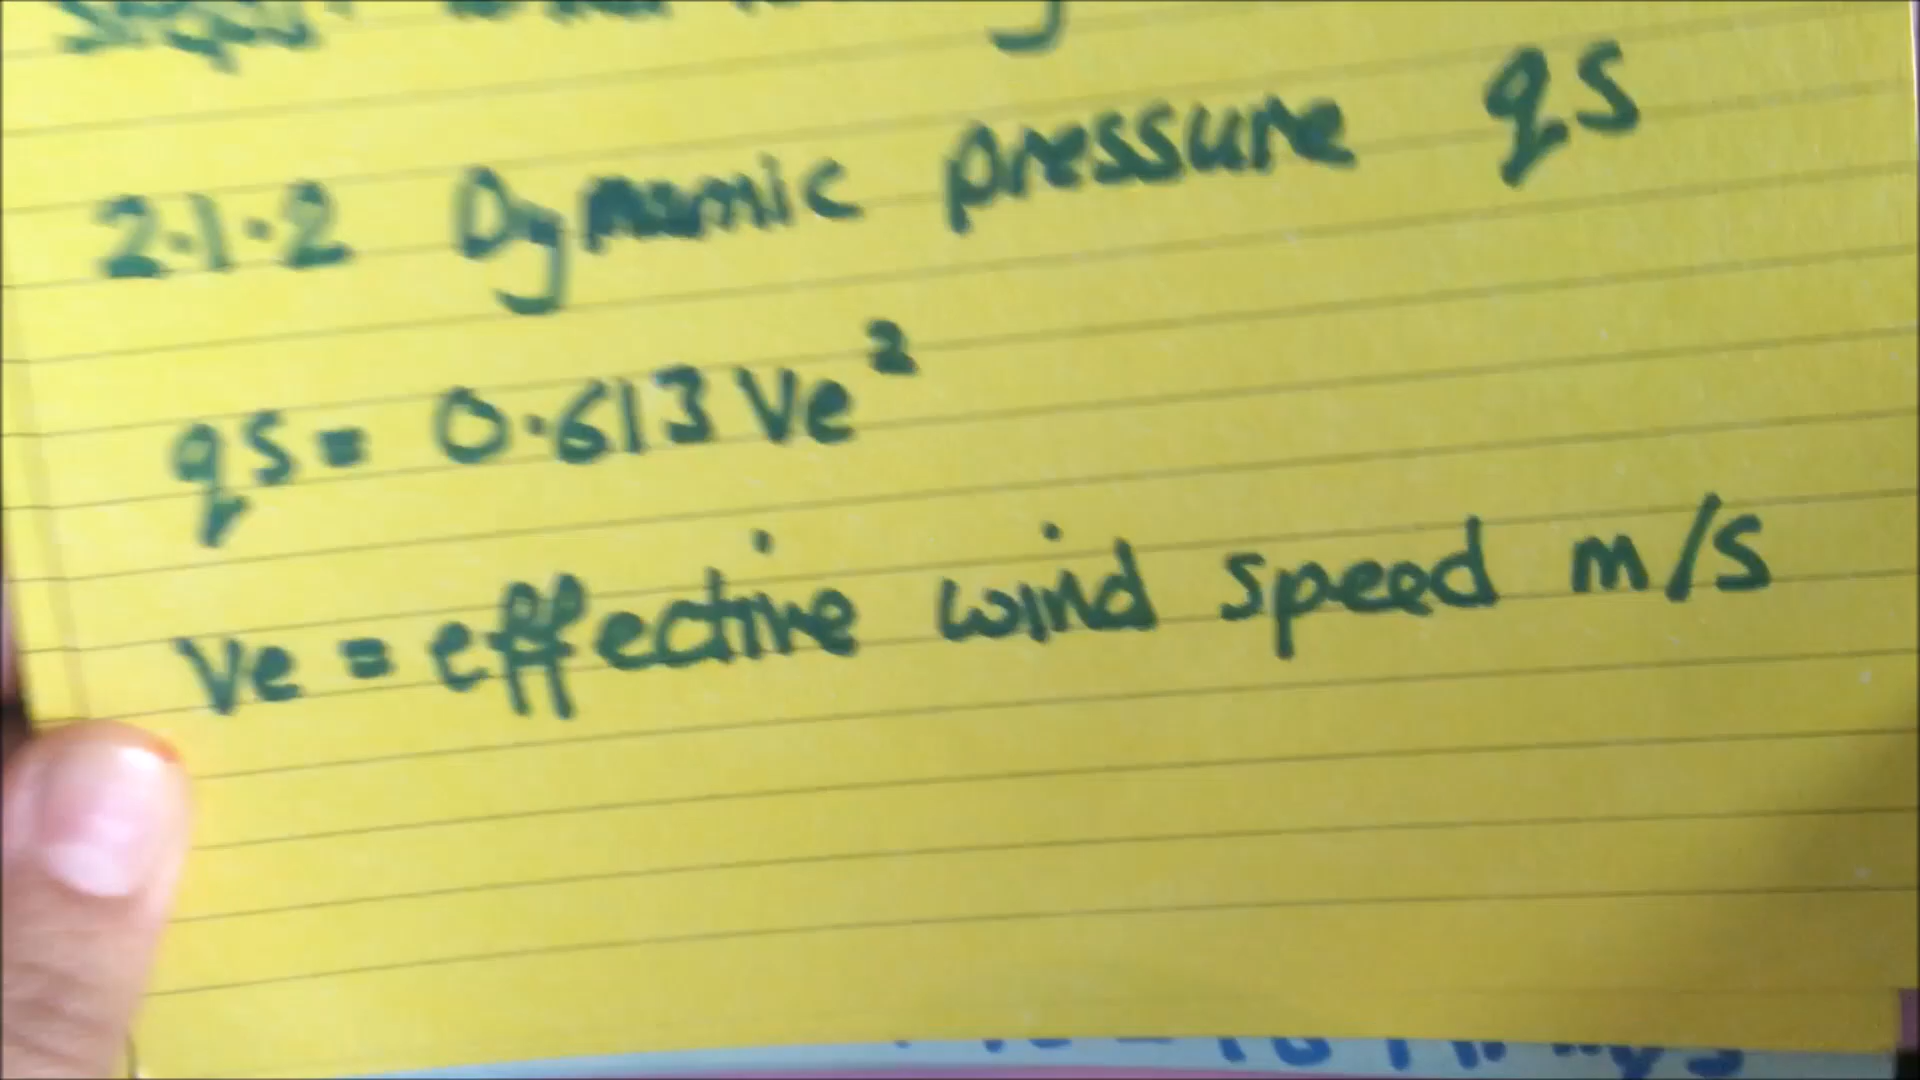 2.1.2 Dynamic pressure qs
qs = 0.613 Ve²
Ve = effective wind speed m/s